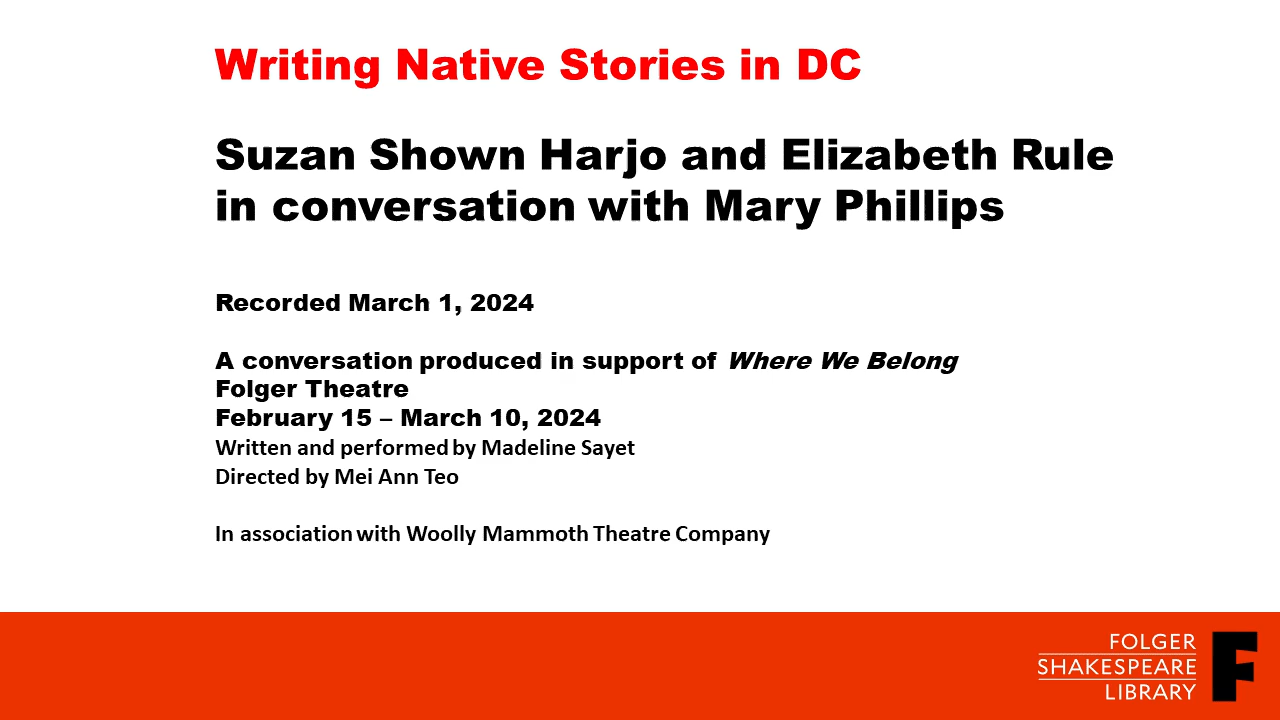 Writing Native Stories in DC
Suzan Shown Harjo and Elizabeth Rule
in conversation with Mary Phillips
Recorded March 1, 2024
A conversation produced in support of Where We Belong
Folger Theatre
February 15 – March 10, 2024
Written and performed by Madeline Sayet
Directed by Mei Ann Teo
In association with Woolly Mammoth Theatre Company
FOLGER
SHAKESPEARE
LIBRARY
F